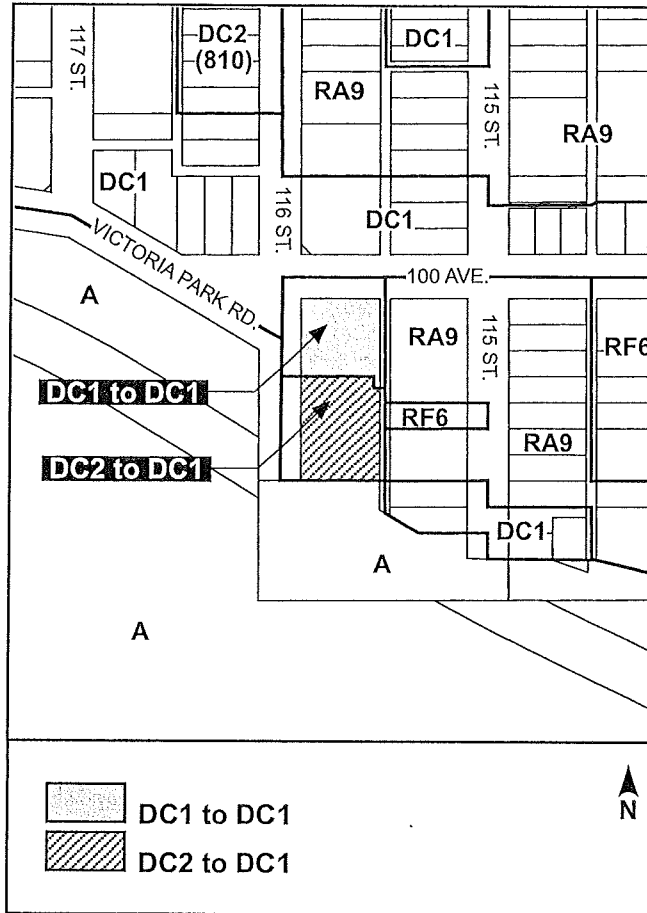 117 ST.
DC2
(810)
DC1
RA9
115 ST.
RA9
DC1
116 ST.
DC1
VICTORIA PARK RD.
100 AVE.
A
RA9
115 ST.
RF6
DC1 to DC1
RF6
RA9
DC2 to DC1
DC1
A
A
DC1 to DC1
DC2 to DC1
N